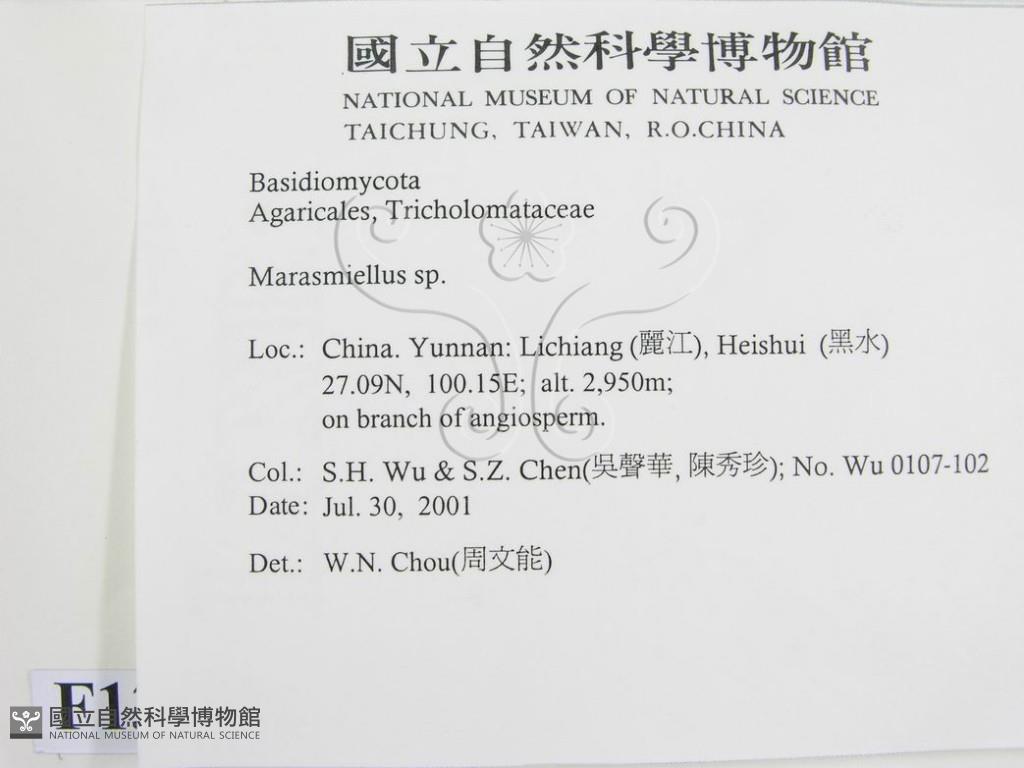 國立自然科學博物館
NATIONAL MUSEUM OF NATURAL SCIENCE
TAICHUNG, TAIWAN, R.O.CHINA
Basidiomycota
Agaricales, Tricholomataceae
Marasmiellus sp.
Loc.: China. Yunnan: Lichiang (麗江), Heishui (黑水)
27.09N, 100.15E; alt. 2,950m;
on branch of angiosperm.
Col.: S.H. Wu & S.Z. Chen(吳聲華, 陳秀珍); No. Wu 0107-102
Date: Jul. 30, 2001
Det.: W.N. Chou(周文能)
國立自然科學博物館
NATIONAL MUSEUM OF NATURAL SCIENCE